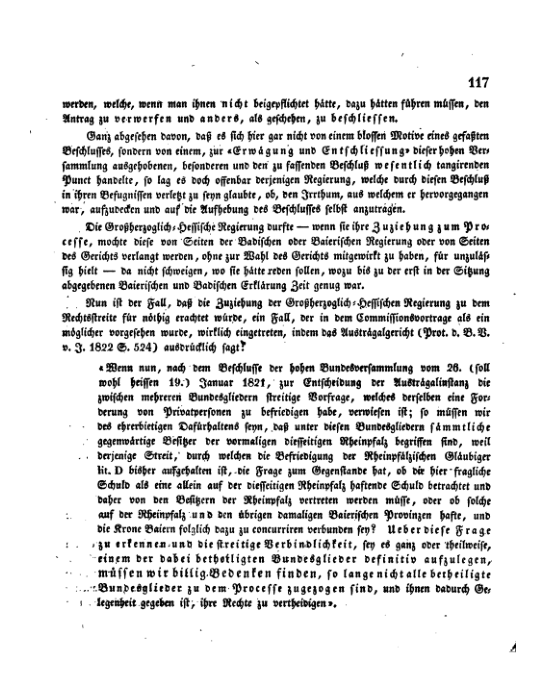 117
werden, welche, wenn man ihnen nicht beigepflichtet hätte, dazu hätten führen müssen, den
Antrag zu verwerfen und anders, als geschehen, zu beschliessen.
Ganz abgesehen davon, daß es sich hier gar nicht von einem blossen Motive eines gefaßten
Beschlusses, sondern von einem, zur «Erwägung und Entschliessung» dieser hohen Ver-
sammlung ausgehobenen, besonderen und den zu fassenden Beschluß wesentlich tangirenden
Punct handelte, so lag es doch offenbar derjenigen Regierung, welche durch diesen Beschluß
in ihren Befugnissen verletzt zu seyn glaubte, ob, den Irrthum, aus welchem er hervorgegangen
war, aufzudecken und auf die Aufhebung des Beschlusses selbst anzutragen.
Die Großherzoglich-Hessische Regierung durfte — wenn sie ihre Zuziehung zum Pro-
cesse, mochte diese von Seiten der Badischen oder Baierischen Regierung oder von Seiten
des Gerichts verlangt werden, ohne zur Wahl des Gerichts mitgewirkt zu haben, für unzuläs-
sig hielt — da nicht schweigen, wo sie hätte reden sollen, wozu bis zu der erst in der Sitzung
abgegebenen Baierischen und Badischen Erklärung Zeit genug war.
Nun ist der Fall, daß die Zuziehung der Großherzoglich-Hessischen Regierung zu dem
Rechtsstreite für nöthig erachtet würde, ein Fall, der in dem Commissionsvortrage als ein
möglicher vorgesehen wurde, wirklich eingetreten, indem das Austrägalgericht (Prot. d. B. V.
v. J. 1822 S. 524) ausdrücklich sagt:
«Wenn nun, nach dem Beschlusse der hohen Bundesversammlung vom 26. (soll
wohl heissen 19.) Januar 1821, zur Entscheidung der Austrägalinstanz die
zwischen mehreren Bundesgliedern streitige Vorfrage, welches derselben eine For-
derung von Privatpersonen zu befriedigen habe, verwiesen ist; so müssen wir
des ehrerbietigen Dafürhaltens seyn, daß unter diesen Bundesgliedern sämmtliche
gegenwärtige Besitzer der vormaligen diesseitigen Rheinpfalz begriffen sind, weil
derjenige Streit, durch welchen die Befriedigung der Rheinpfälzischen Gläubiger
lit. D bisher aufgehalten ist, die Frage zum Gegenstande hat, ob die hier fragliche
Schuld als eine allein auf der diesseitigen Rheinpfalz haftende Schuld betrachtet und
daher von den Besitzern der Rheinpfalz vertreten werden müsse, oder ob solche
auf der Rheinpfalz und den übrigen damaligen Baierischen Provinzen hafte, und
die Krone Baiern folglich dazu zu concurriren verbunden sey? Ueber diese Frage
zu erkennen und die streitige Verbindlichkeit, sey es ganz oder theilweise,
einem der dabei betheiligten Bundesglieder definitiv aufzulegen,
müssen wir billig Bedenken finden, so lange nicht alle betheiligte
Bundesglieder zu dem Processe zugezogen sind, und ihnen dadurch Ge-
legenheit gegeben ist, ihre Rechte zu vertheidigen».